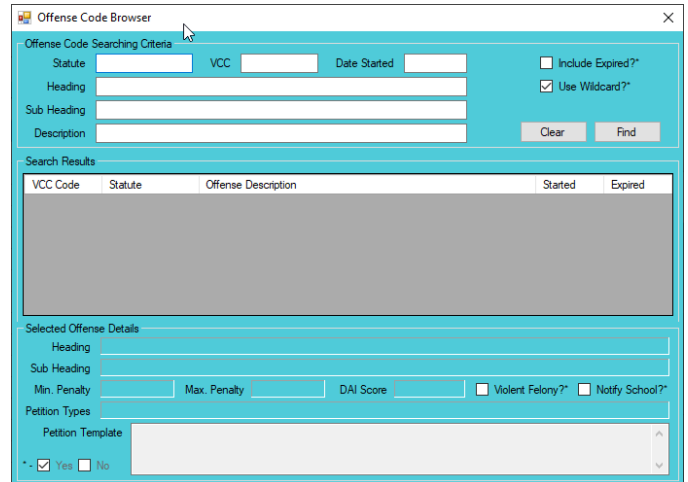 Offense Code Browser
Offense Code Searching Criteria
Statute VCC Date Started Include Expired?*
Heading Use Wildcard?*
Sub Heading
Description Clear Find
Search Results
VCC Code Statute Offense Description Started Expired
Selected Offense Details
Heading
Sub Heading
Min. Penalty Max. Penalty DAI Score Violent Felony?* Notify School?*
Petition Types
Petition Template
* - Yes No